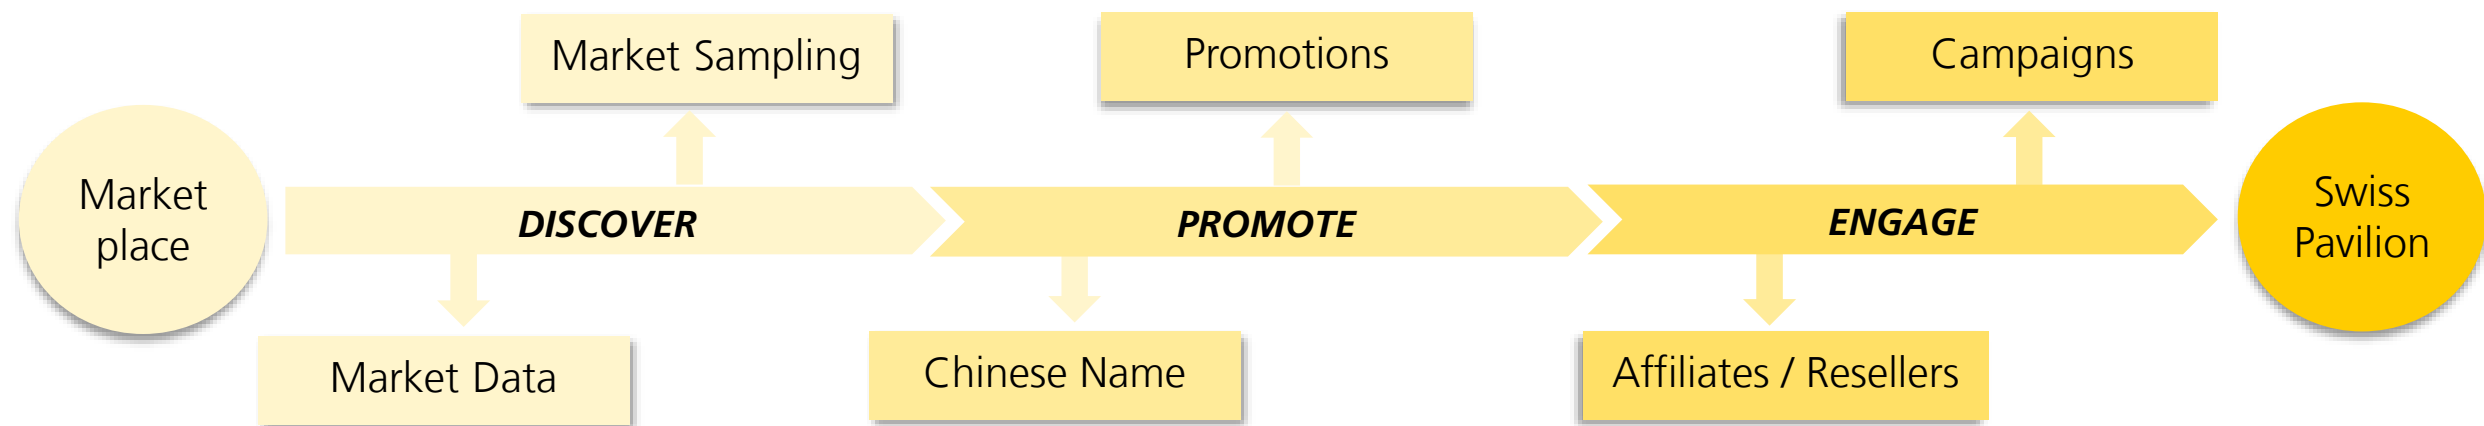 Market Sampling
Promotions
Campaigns
Market
place
DISCOVER
PROMOTE
ENGAGE
Swiss
Pavilion
Market Data
Chinese Name
Affiliates / Resellers